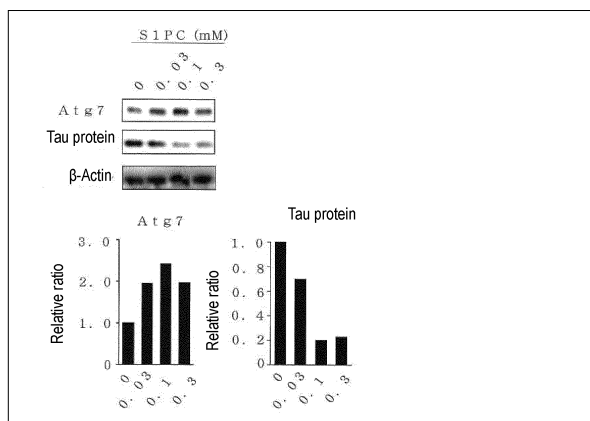 S1PC (mM)
0 0.03 0.1 0.3
Atg7
Tau protein
β-Actin
Atg7
Relative ratio
3.0
2.0
1.0
0
0 0.03 0.1 0.3
Tau protein
Relative ratio
1.0
0.8
0.6
0.4
0.2
0
0 0.03 0.1 0.3